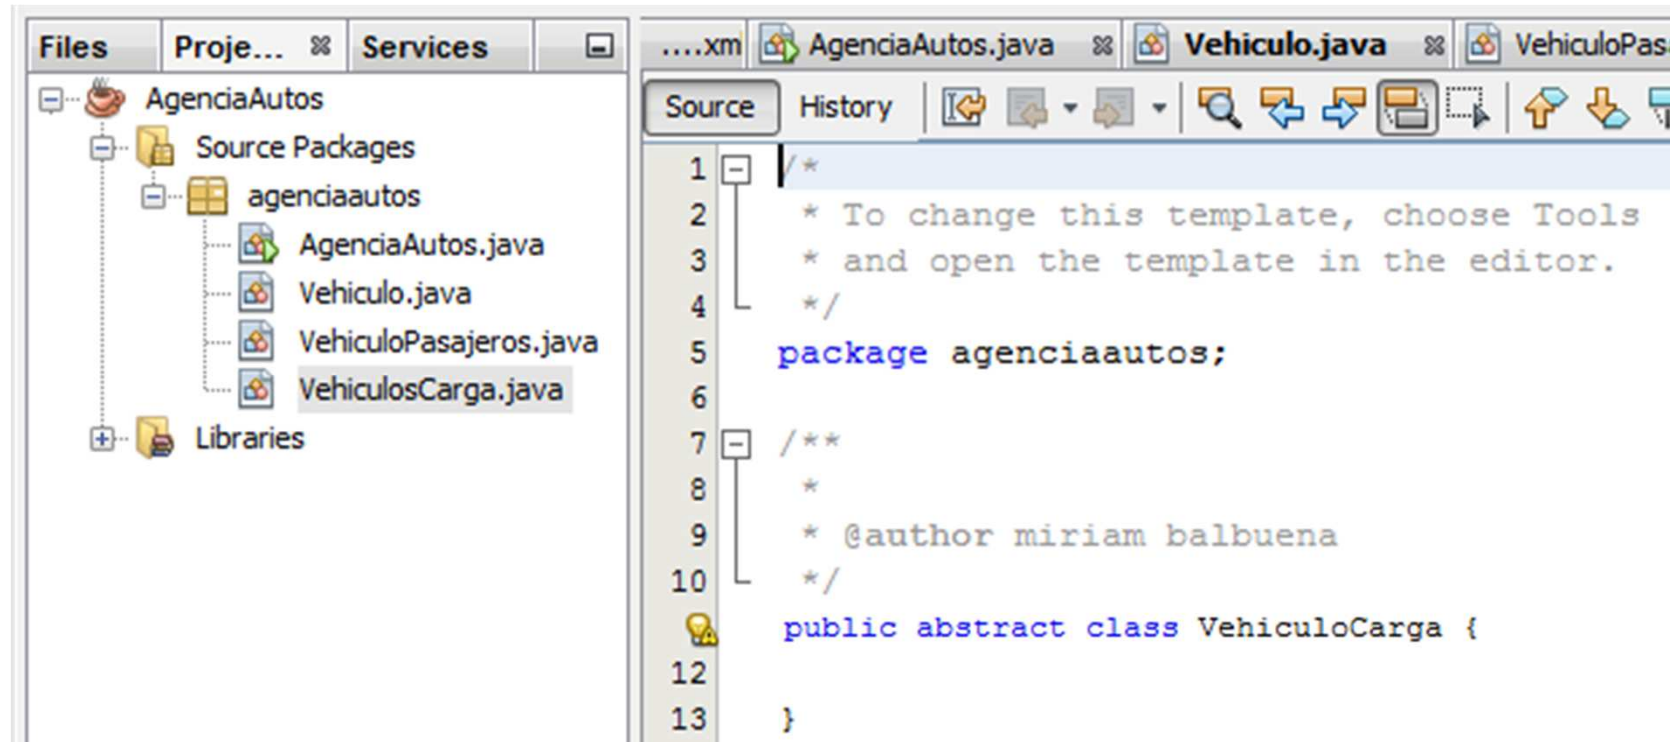 Files Proje... Services
AgenciaAutos
Source Packages
agenciaautos
AgenciaAutos.java
Vehiculo.java
VehiculoPasajeros.java
VehiculosCarga.java
Libraries
....xm AgenciaAutos.java Vehiculo.java VehiculoPas
Source History
1 /*
2 * To change this template, choose Tools
3 * and open the template in the editor.
4 */
5 package agenciaautos;
6
7 /**
8 *
9 * @author miriam balbuena
10 */
public abstract class VehiculoCarga {
12
13 }